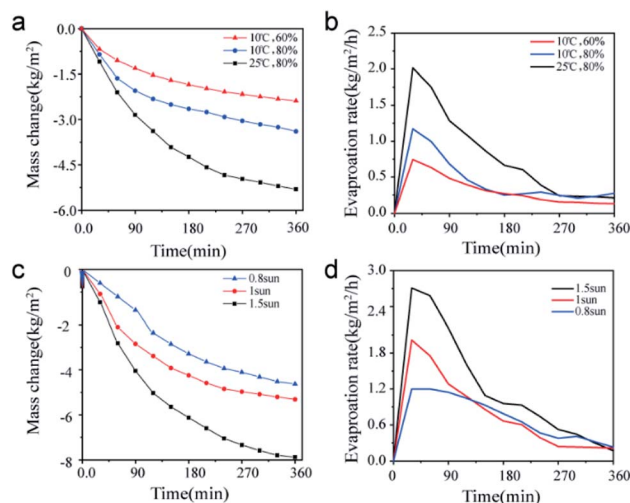 a
Mass change(kg/m²)
0.0
-1.5
-3.0
-4.5
-6.0
10℃,60%
10℃,80%
25℃,80%
0.0 90 180 270 360
Time(min)
b
Evaproation rate(kg/m²/h)
2.5
2.0
1.5
1.0
0.5
0.0
10℃,60%
10℃,80%
25℃,80%
0.0 90 180 270 360
Time(min)
c
Mass change(kg/m²)
0
-2
-4
-6
-8
0.8sun
1sun
1.5sun
0.0 90 180 270 360
Time(min)
d
Evaproation rate(kg/m²/h)
3.0
2.4
1.8
1.2
0.6
0.0
1.5sun
1sun
0.8sun
0 90 180 270 360
Time(min)